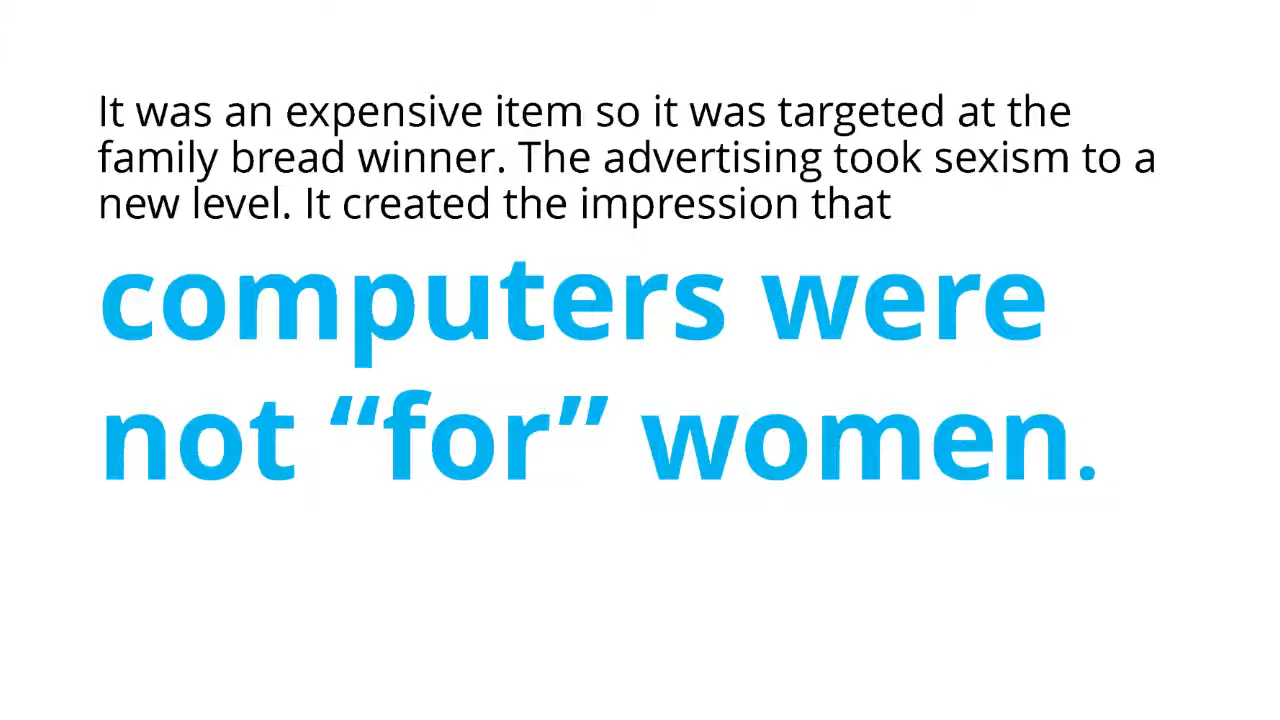 It was an expensive item so it was targeted at the
family bread winner. The advertising took sexism to a
new level. It created the impression that
computers were
not “for” women.